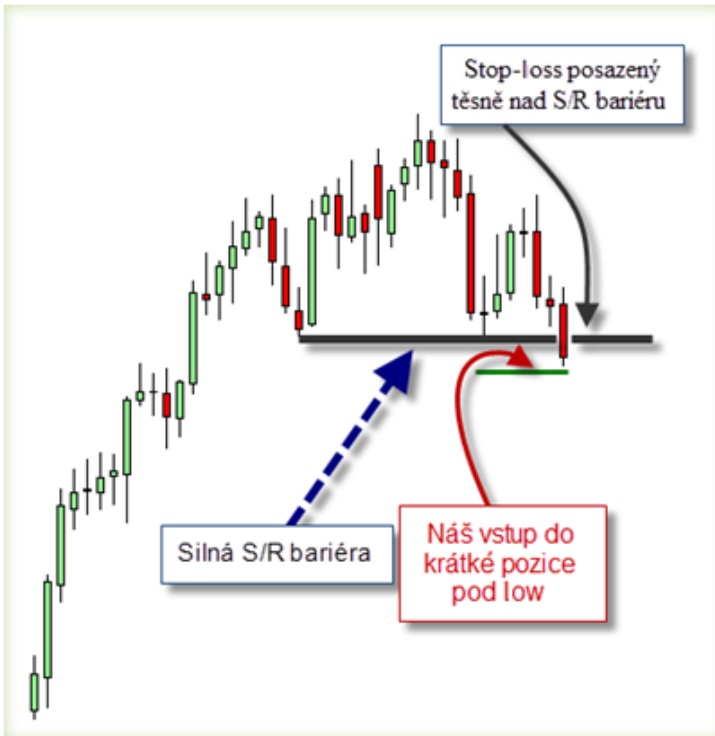 Stop-loss posazený
těsně nad S/R bariéru
Silná S/R bariéra
Náš vstup do
krátké pozice
pod low